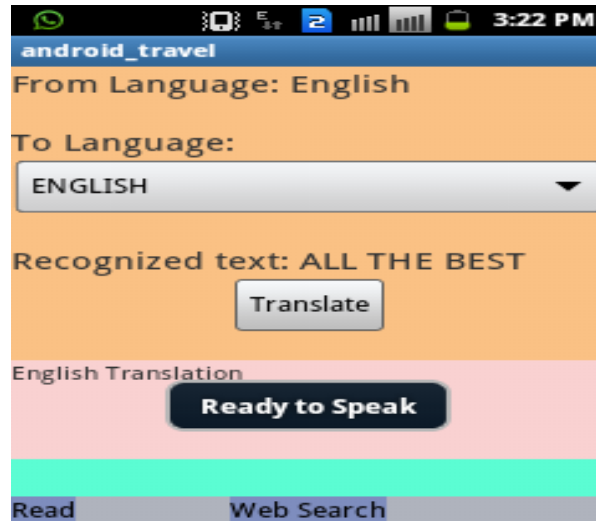 E
2
3:22 PM
android_travel
From Language: English
To Language:
ENGLISH
Recognized text: ALL THE BEST
Translate
English Translation
Ready to Speak
Read Web Search